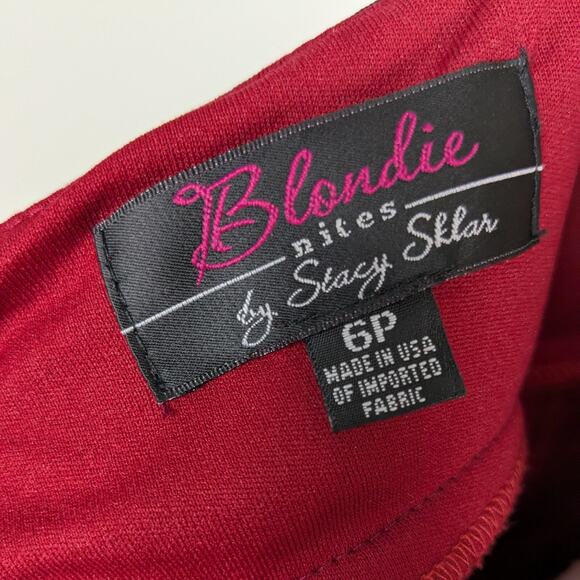 Blondie
nites
by Stacy Sklar
6P
MADE IN USA
OF IMPORTED
FABRIC